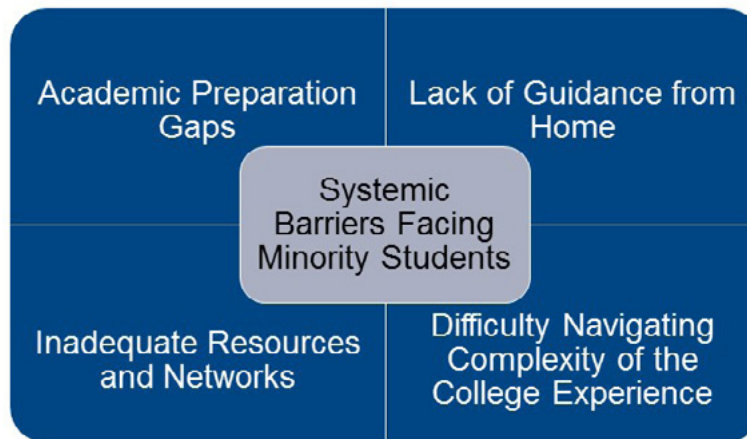 Academic Preparation
Gaps
Lack of Guidance from
Home
Systemic
Barriers Facing
Minority Students
Inadequate Resources
and Networks
Difficulty Navigating
Complexity of the
College Experience